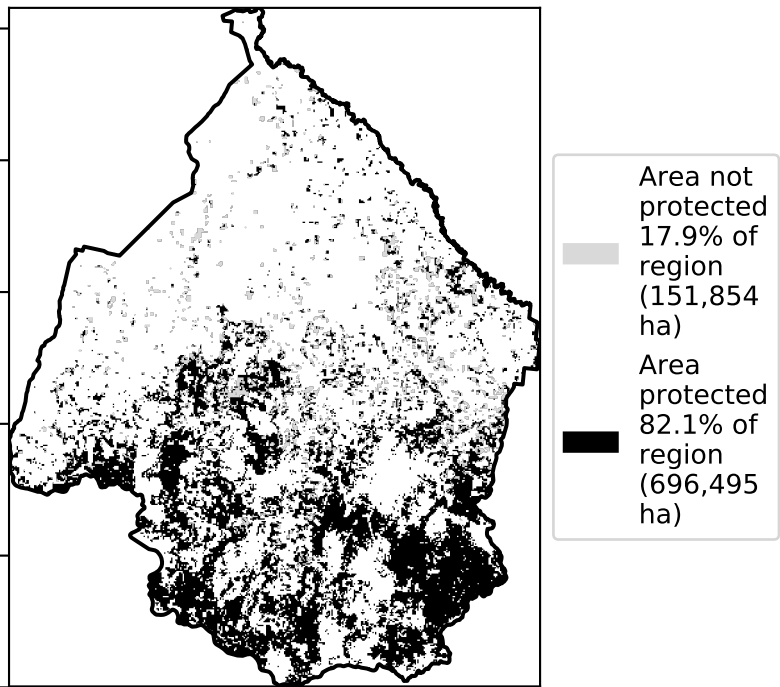 Area not
protected
17.9% of
region
(151,854
ha)
Area
protected
82.1% of
region
(696,495
ha)